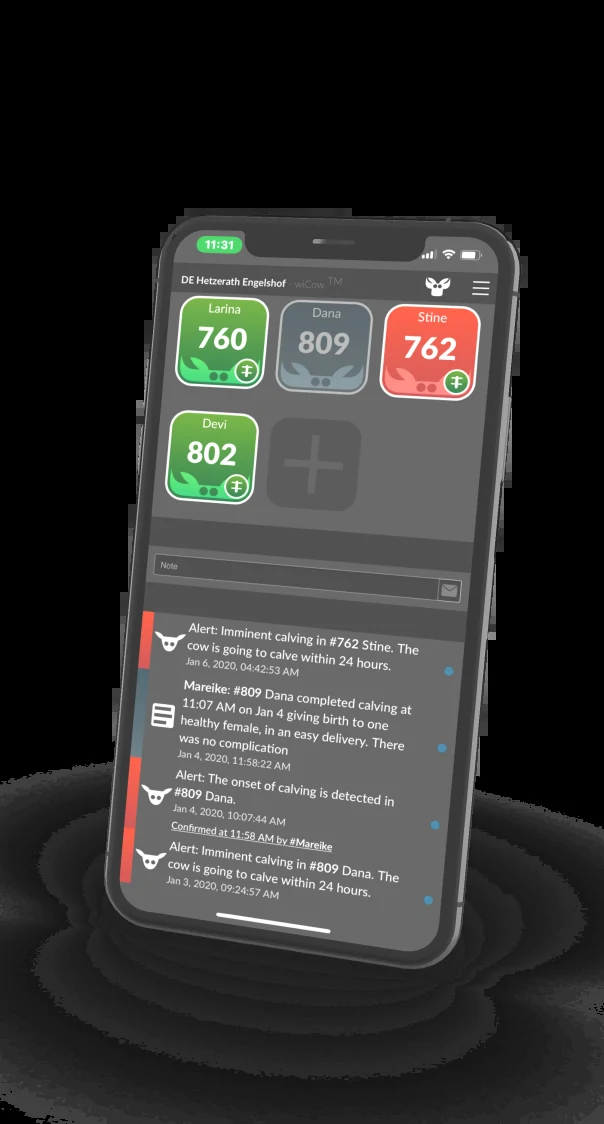 11:31
DE Hetzerath Engelshof - wiCow TM
Larina
760
Dana
809
Stine
762
Devi
802
Note
Alert: Imminent calving in #762 Stine. The
cow is going to calve within 24 hours.
Jan 6, 2020, 04:42:53 AM
Mareike: #809 Dana completed calving at
11:07 AM on Jan 4 giving birth to one
healthy female, in an easy delivery. There
was no complication
Jan 4, 2020, 11:58:22 AM
Alert: The onset of calving is detected in
#809 Dana.
Jan 4, 2020, 10:07:44 AM
Confirmed at 11:58 AM by #Mareike
Alert: Imminent calving in #809 Dana. The
cow is going to calve within 24 hours.
Jan 3, 2020, 09:24:57 AM